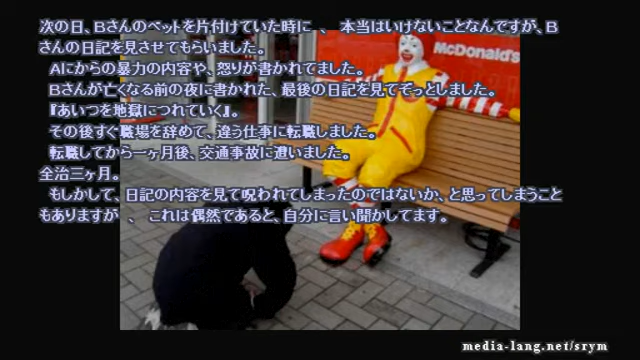 次の日、Bさんのベットを片付けていた時に 、 本当はいけないことなんですが、B
さんの日記を見させてもらいました。
Aにからの暴力の内容や、怒りが書かれてました。
Bさんが亡くなる前の夜に書かれた、最後の日記を見てぞっとしました。
『あいつを地獄につれていく』。
その後すぐ職場を辞めて、違う仕事に転職しました。
転職してから一ヶ月後、交通事故に遭いました。
全治三ヶ月。
もしかして、日記の内容を見て呪われてしまったのではないか、と思ってしまうこと
もありますが 、 これは偶然であると、自分に言い聞かしてます。
McDonald's
media-lang.net/srym